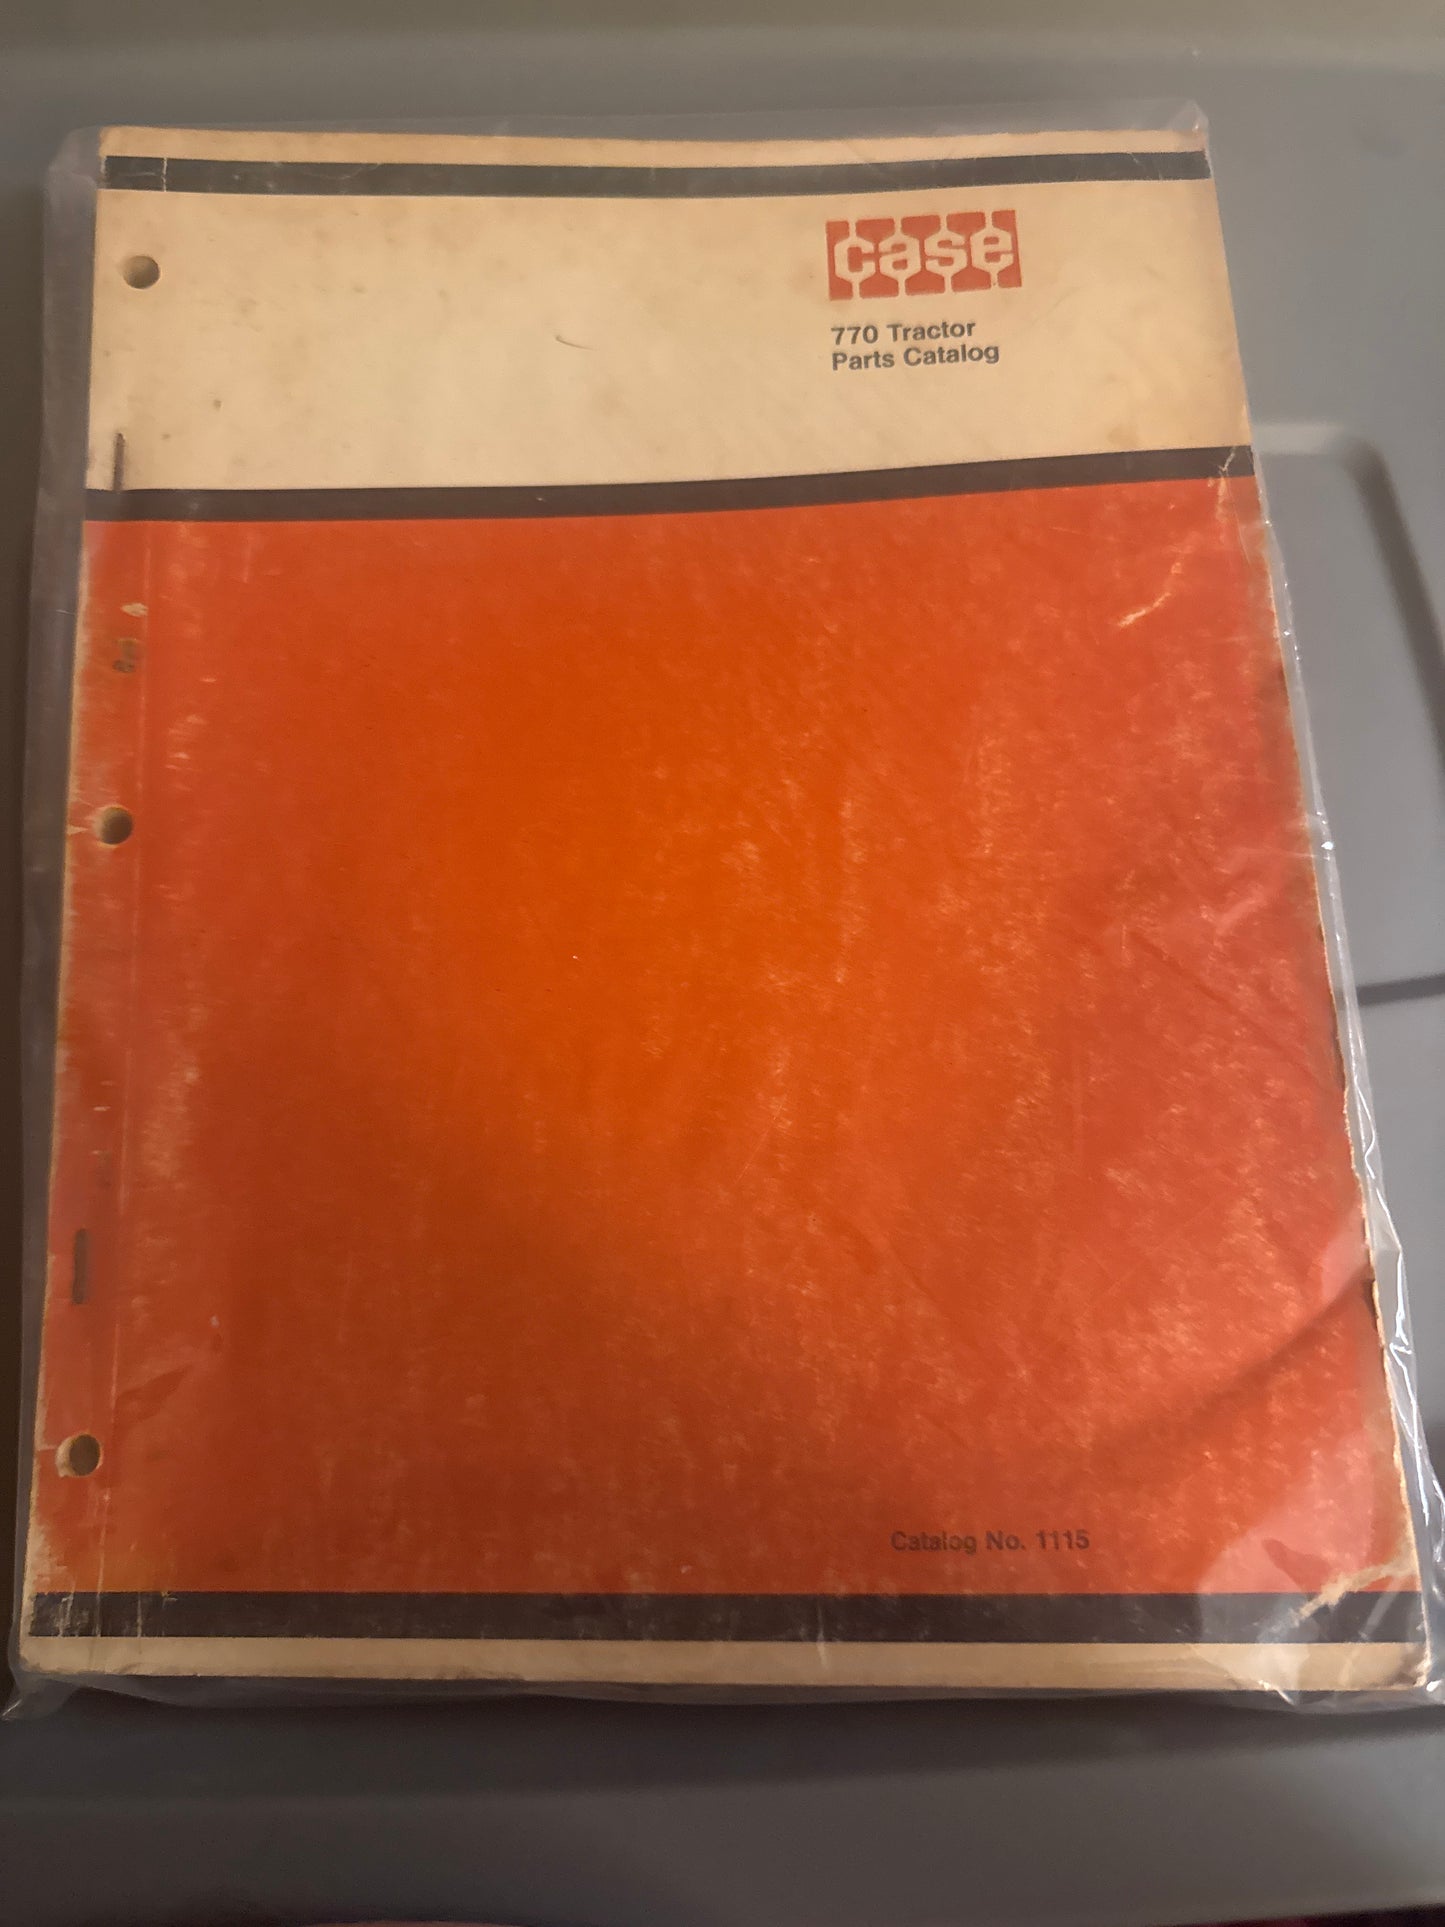 case
770 Tractor
Parts Catalog
Catalog No. 1115